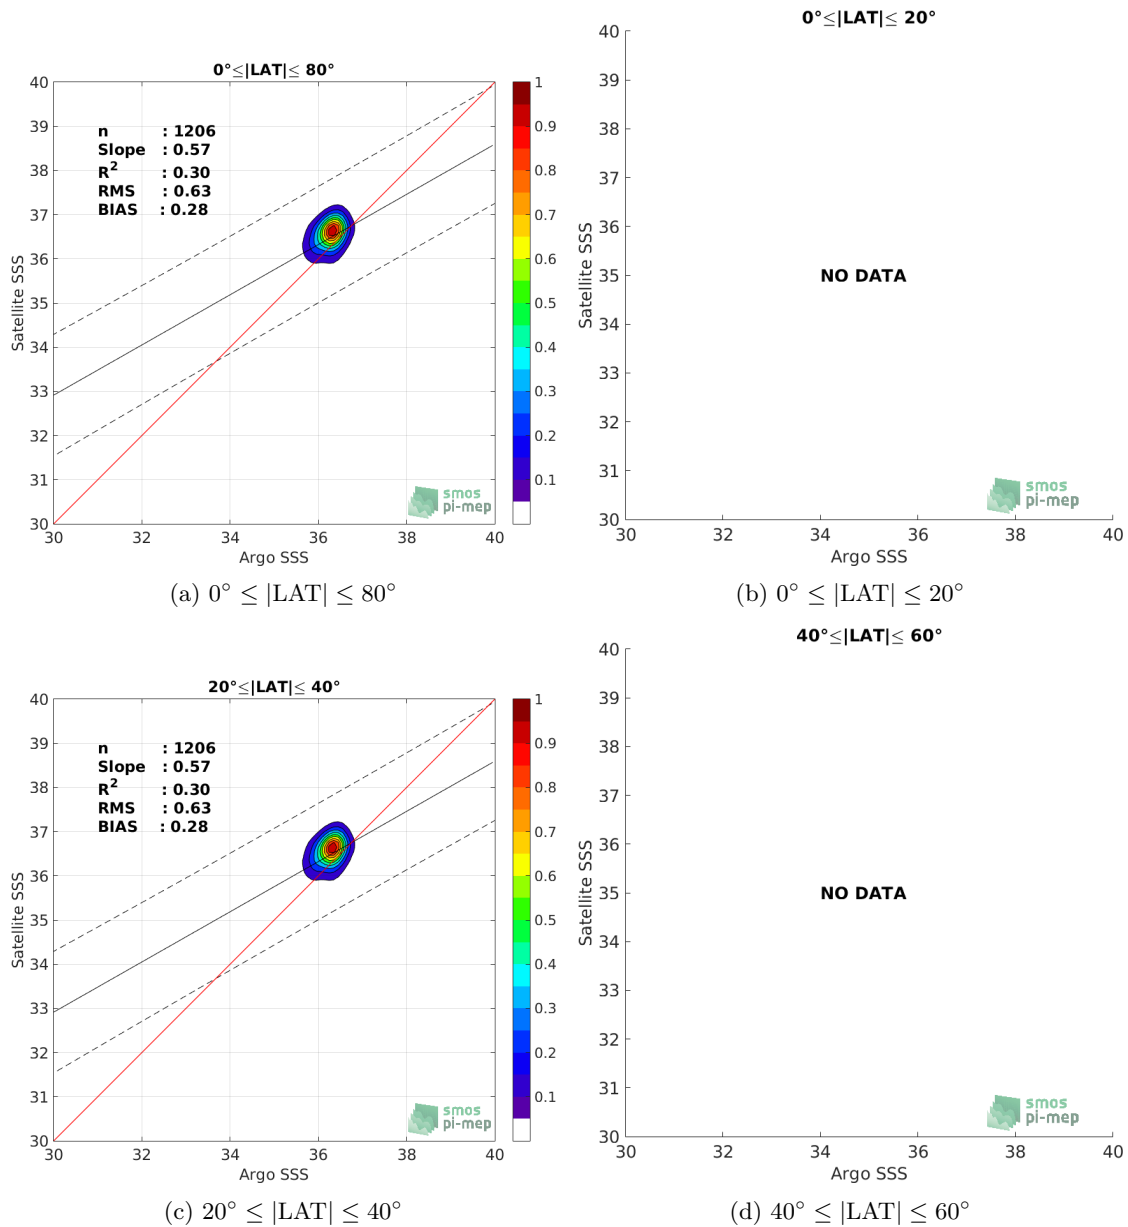 0°≤|LAT|≤ 80°
40
39
38
37
36
35
34
33
32
31
30
Satellite SSS
n : 1206
Slope : 0.57
R² : 0.30
RMS : 0.63
BIAS : 0.28
30 32 34 36 38 40
Argo SSS
1
0.9
0.8
0.7
0.6
0.5
0.4
0.3
0.2
0.1
smos
pi-mep
(a) 0° ≤ |LAT| ≤ 80°
0°≤|LAT|≤ 20°
40
39
38
37
36
35
34
33
32
31
30
Satellite SSS
NO DATA
30 32 34 36 38 40
Argo SSS
smos
pi-mep
(b) 0° ≤ |LAT| ≤ 20°
20°≤|LAT|≤ 40°
40
39
38
37
36
35
34
33
32
31
30
Satellite SSS
n : 1206
Slope : 0.57
R² : 0.30
RMS : 0.63
BIAS : 0.28
30 32 34 36 38 40
Argo SSS
1
0.9
0.8
0.7
0.6
0.5
0.4
0.3
0.2
0.1
smos
pi-mep
(c) 20° ≤ |LAT| ≤ 40°
40°≤|LAT|≤ 60°
40
39
38
37
36
35
34
33
32
31
30
Satellite SSS
NO DATA
30 32 34 36 38 40
Argo SSS
smos
pi-mep
(d) 40° ≤ |LAT| ≤ 60°